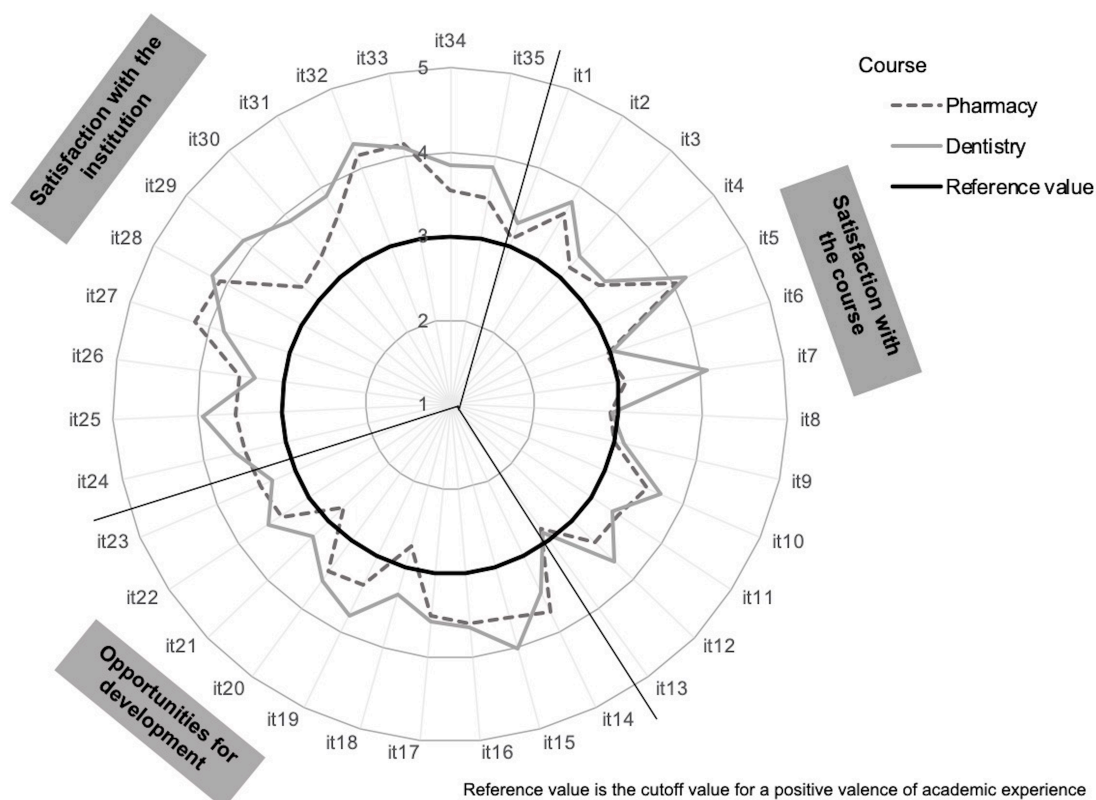 Satisfaction with the
institution
it34
it35
it1
it2
it3
it4
it5
it6
it7
it8
it9
it10
it11
it12
it13
it14
it15
it16
it17
it18
it19
it20
it21
it22
it23
it24
it25
it26
it27
it28
it29
it30
it31
it32
it33
5
4
3
2
1
Course
Pharmacy
Dentistry
Reference value
Satisfaction with
the course
Opportunities for
development
Reference value is the cutoff value for a positive valence of academic experience